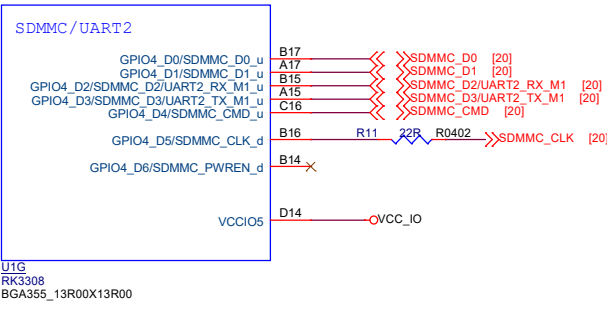 SDMMC/UART2
GPIO4_D0/SDMMC_D0_u B17 SDMMC_D0 [20]
GPIO4_D1/SDMMC_D1_u A17 SDMMC_D1 [20]
GPIO4_D2/SDMMC_D2/UART2_RX_M1_u B15 SDMMC_D2/UART2_RX_M1 [20]
GPIO4_D3/SDMMC_D3/UART2_TX_M1_u A15 SDMMC_D3/UART2_TX_M1 [20]
GPIO4_D4/SDMMC_CMD_u C16 SDMMC_CMD [20]
GPIO4_D5/SDMMC_CLK_d B16 R11 22R R0402 SDMMC_CLK [20]
GPIO4_D6/SDMMC_PWREN_d B14
VCCIO5 D14 VCC_IO
U1G
RK3308
BGA355_13R00X13R00